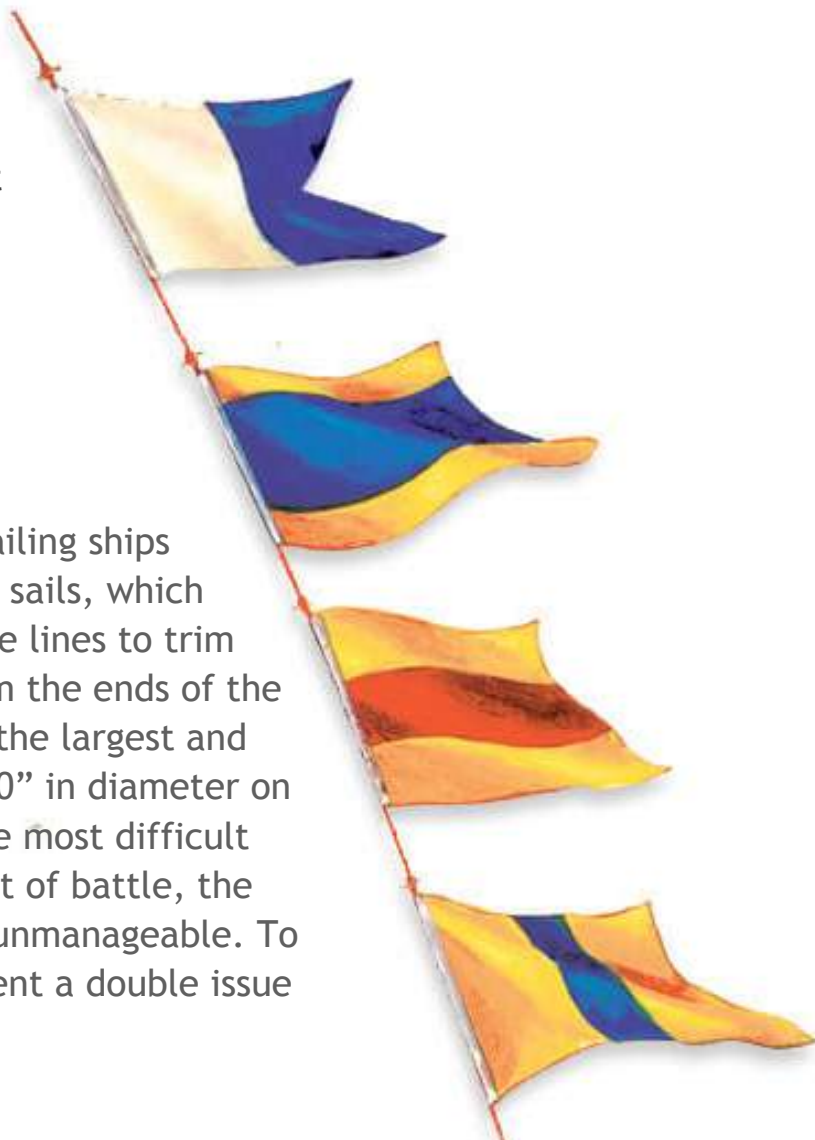 ailing ships
sails, which
e lines to trim
the ends of the
the largest and
0” in diameter on
e most difficult
t of battle, the
unmanageable. To
ent a double issue